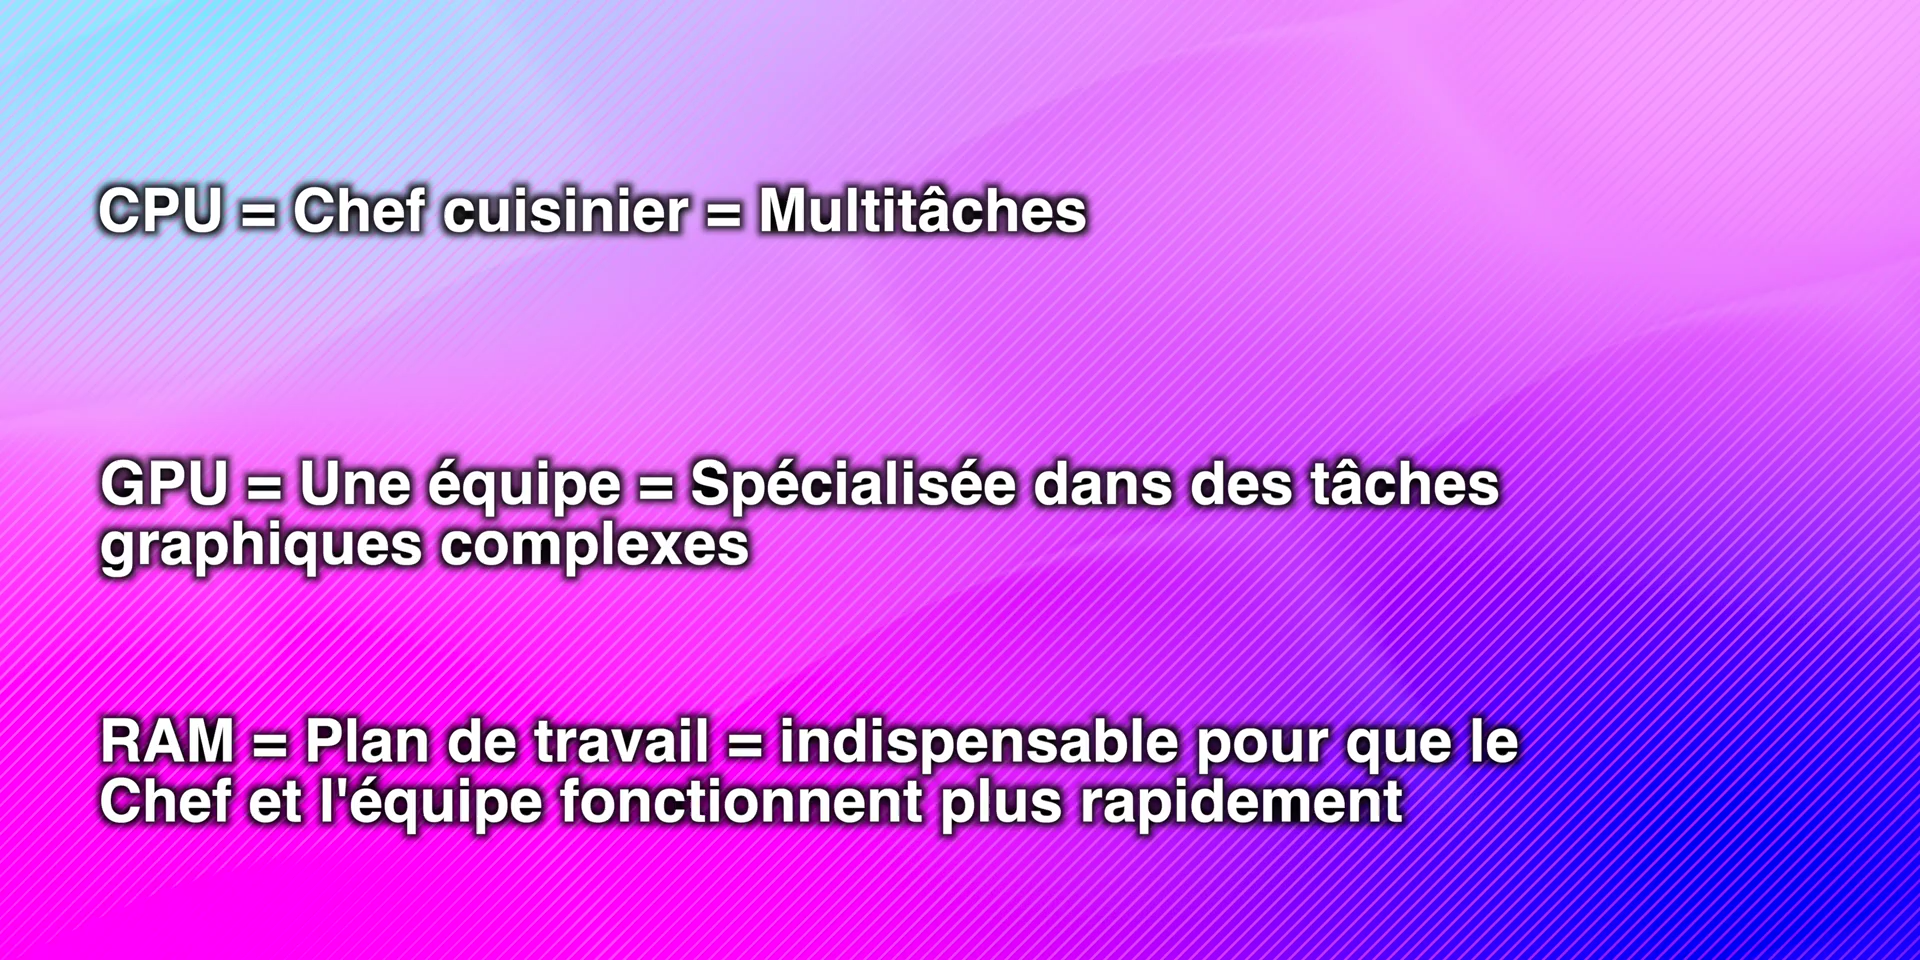 CPU = Chef cuisinier = Multitâches
GPU = Une équipe = Spécialisée dans des tâches
graphiques complexes
RAM = Plan de travail = indispensable pour que le
Chef et l'équipe fonctionnent plus rapidement